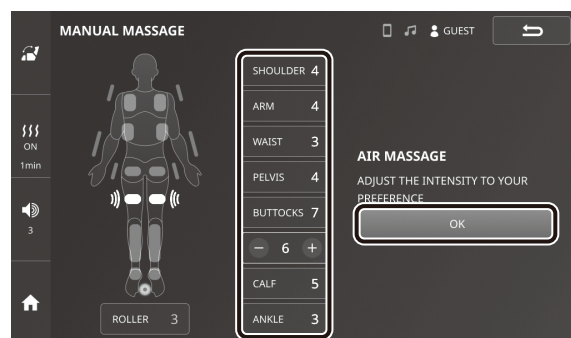 MANUAL MASSAGE
GUEST
ON
1min
3
SHOULDER 4
ARM 4
WAIST 3
PELVIS 4
BUTTOCKS 7
− 6 +
CALF 5
ANKLE 3
ROLLER 3
AIR MASSAGE
ADJUST THE INTENSITY TO YOUR
PREFERENCE
OK